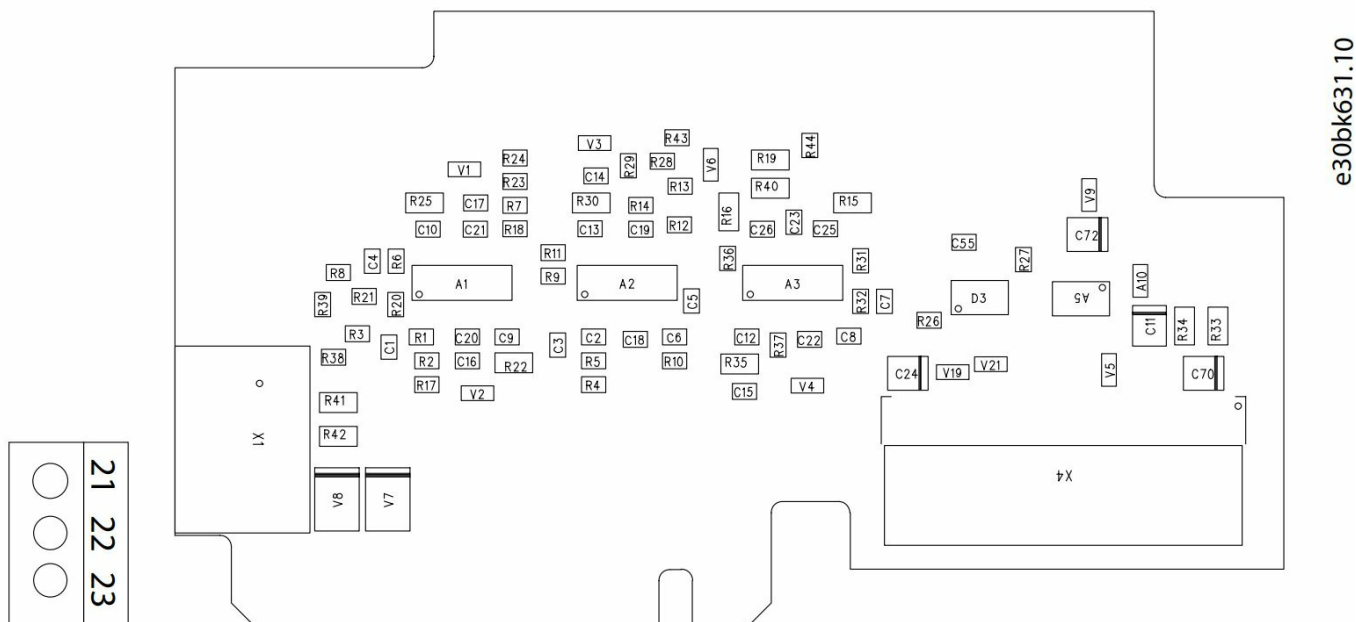 e30bk631.10
R43
V3
R44
R24
R29
R28
V6
R19
V1
C14
R23
R13
R40
V9
R25
C17
R7
R30
R14
R16
R15
C10
C21
R18
C13
C19
R12
C26
C23
C25
C72
C55
R11
R36
R31
R27
C4
R6
R8
R9
A1
A2
A3
D3
A5
A10
R39
R21
R20
C5
R32
C7
R26
C11
R34
R33
R3
R1
C20
C9
C2
C18
C6
C12
R37
C22
C8
C1
C3
R38
R2
C16
R22
R5
R10
R35
C24
V19
V21
V5
C70
R17
V2
R4
C15
V4
R41
R42
X1
X4
V8
V7
21
22
23